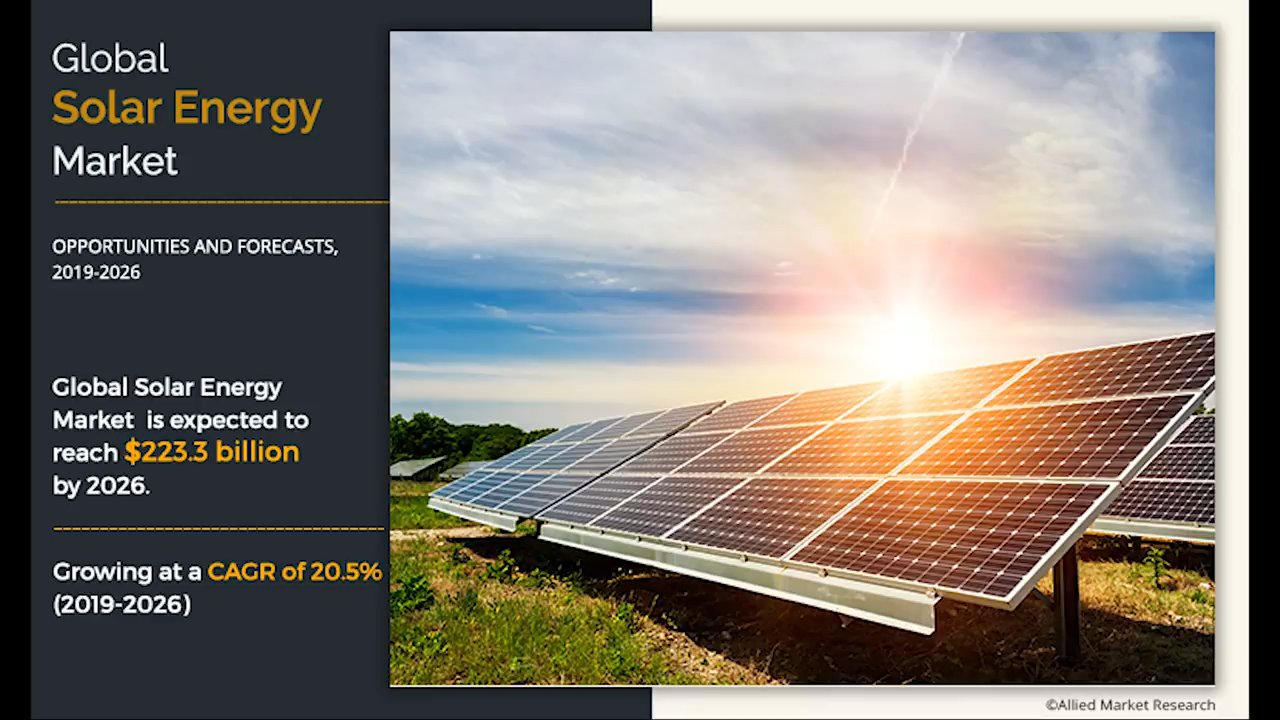 Global
Solar Energy
Market
OPPORTUNITIES AND FORECASTS,
2019-2026
Global Solar Energy
Market is expected to
reach $223.3 billion
by 2026.
Growing at a CAGR of 20.5%
(2019-2026)
©Allied Market Research